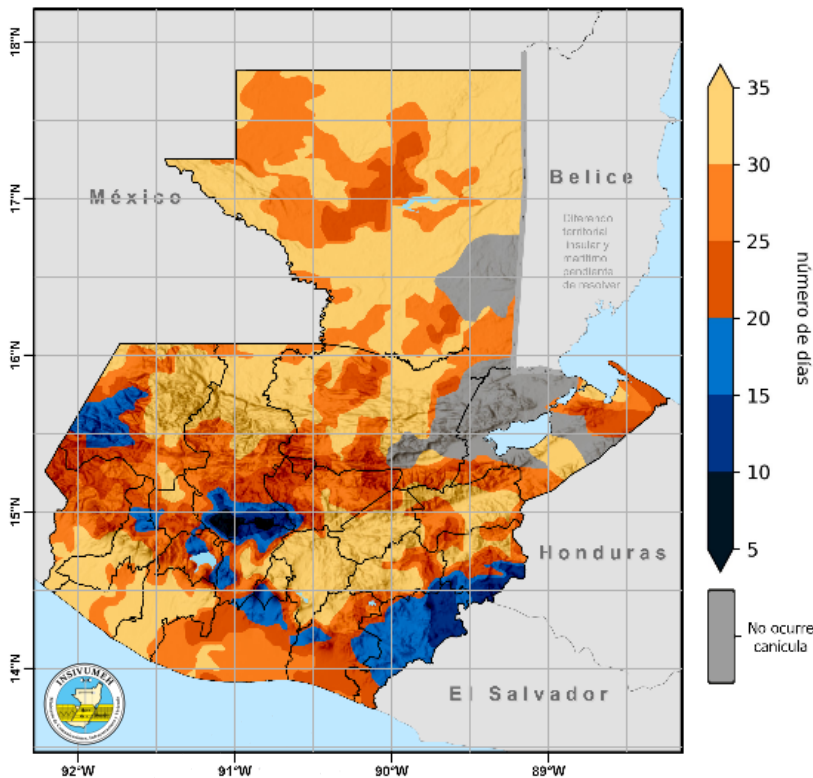 18°N
17°N
16°N
15°N
14°N
92°W
91°W
90°W
89°W
México
Belice
Diferendo
territorial
insular y
marítimo
pendiente
de resolver
Honduras
El Salvador
INSIVUMEH
35
30
25
20
15
10
5
número de días
No ocurre
canícula